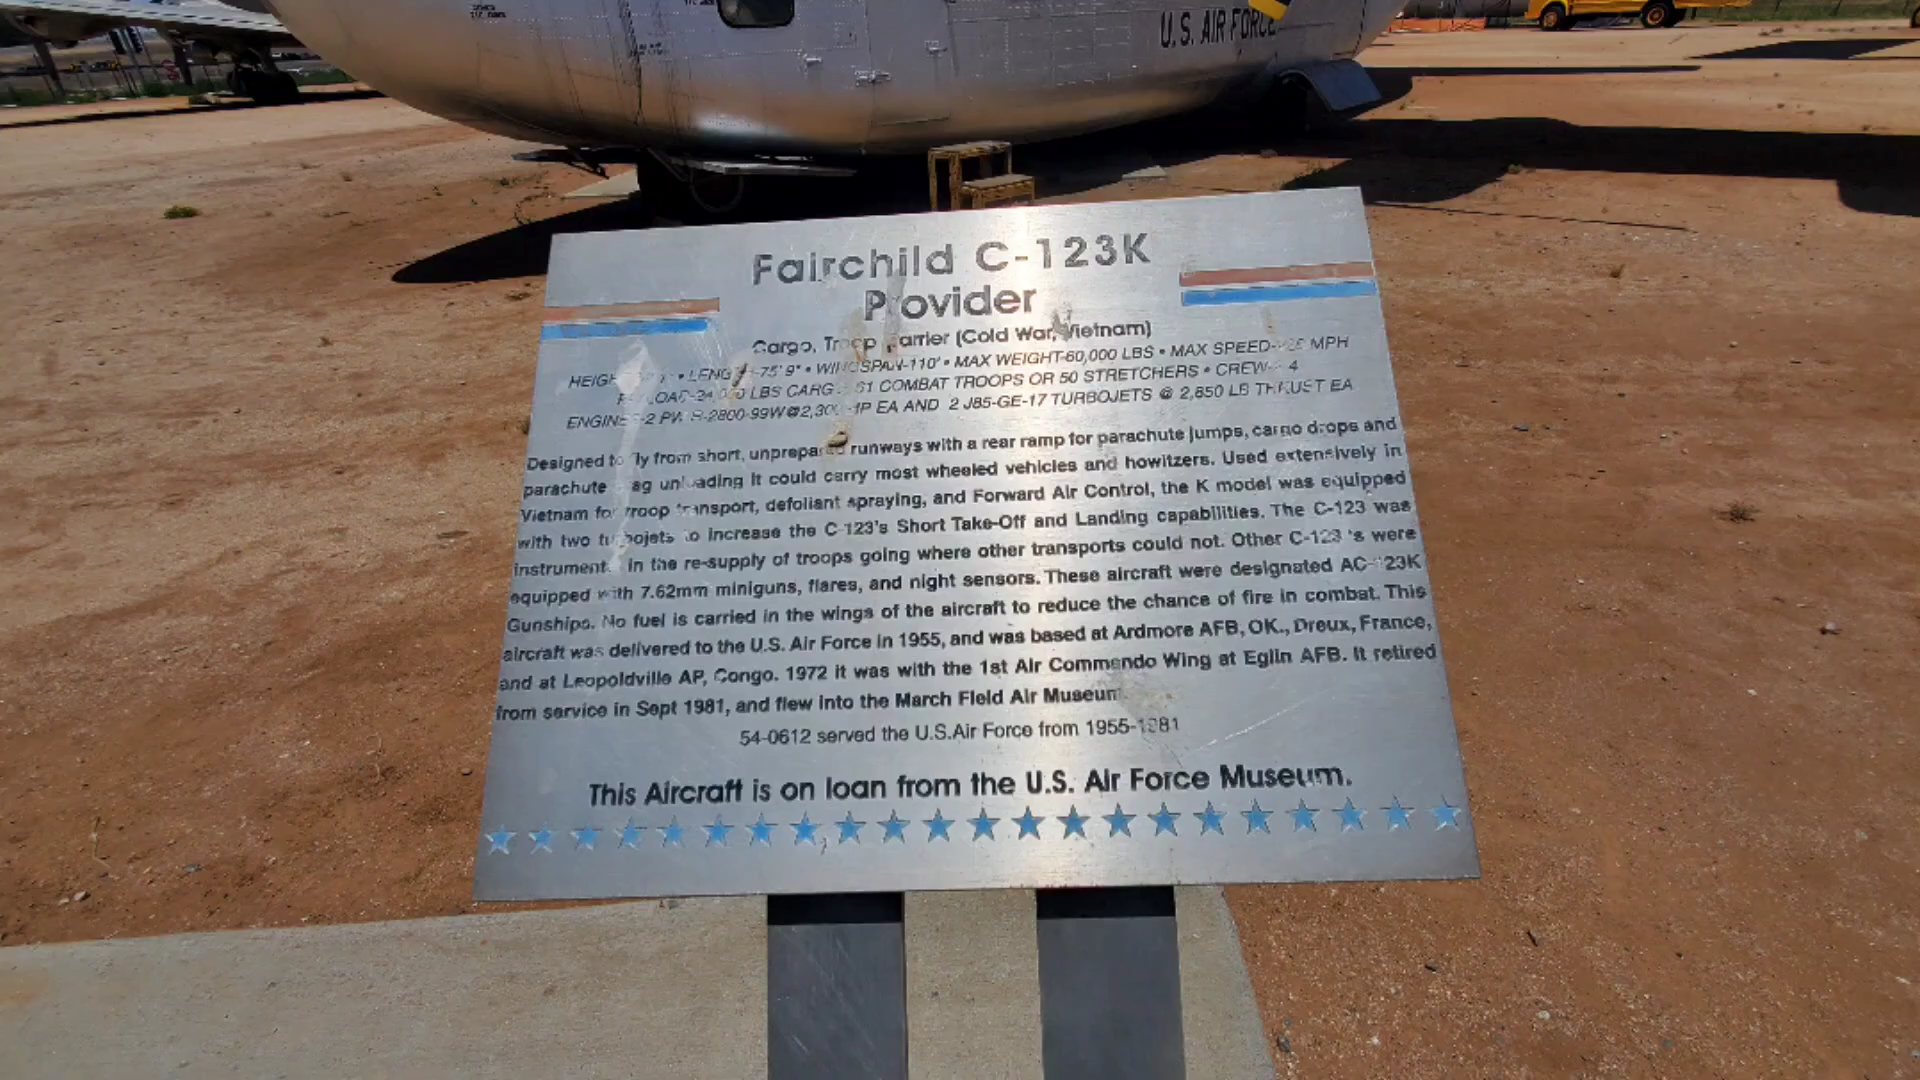 U.S. AIR FORCE
Fairchild C-123K
Provider
Cargo, Troop Carrier (Cold War, Vietnam)
75' 9" • WINGSPAN-110' • MAX WEIGHT-60,000 LBS • MAX SPEED- MPH
LBS 61 COMBAT TROOPS OR 50 STRETCHERS • CREW- 4
2 R-2800-99W@ EA AND 2 J85-GE-17 TURBOJETS @ 2,850 LB THRUST EA
Designed to fly from short, unprepared runways with a rear ramp for parachute jumps, cargo drops and
parachute drag unloading it could carry most wheeled vehicles and howitzers. Used extensively in
Vietnam for troop transport, defoliant spraying, and Forward Air Control, the K model was equipped
with two turbojets to increase the C-123's Short Take-Off and Landing capabilities. The C-123 was
instrumental in the re-supply of troops going where other transports could not. Other C-123 's were
equipped with 7.62mm miniguns, flares, and night sensors. These aircraft were designated AC-123K
Gunships. No fuel is carried in the wings of the aircraft to reduce the chance of fire in combat. This
aircraft was delivered to the U.S. Air Force in 1955, and was based at Ardmore AFB, OK., Dreux, France,
and at Leopoldville AP, Congo. 1972 it was with the 1st Air Commando Wing at Eglin AFB. It retired
from service in Sept 1981, and flew into the March Field Air Museum.
54-0612 served the U.S.Air Force from 1955-1981
This Aircraft is on loan from the U.S. Air Force Museum.